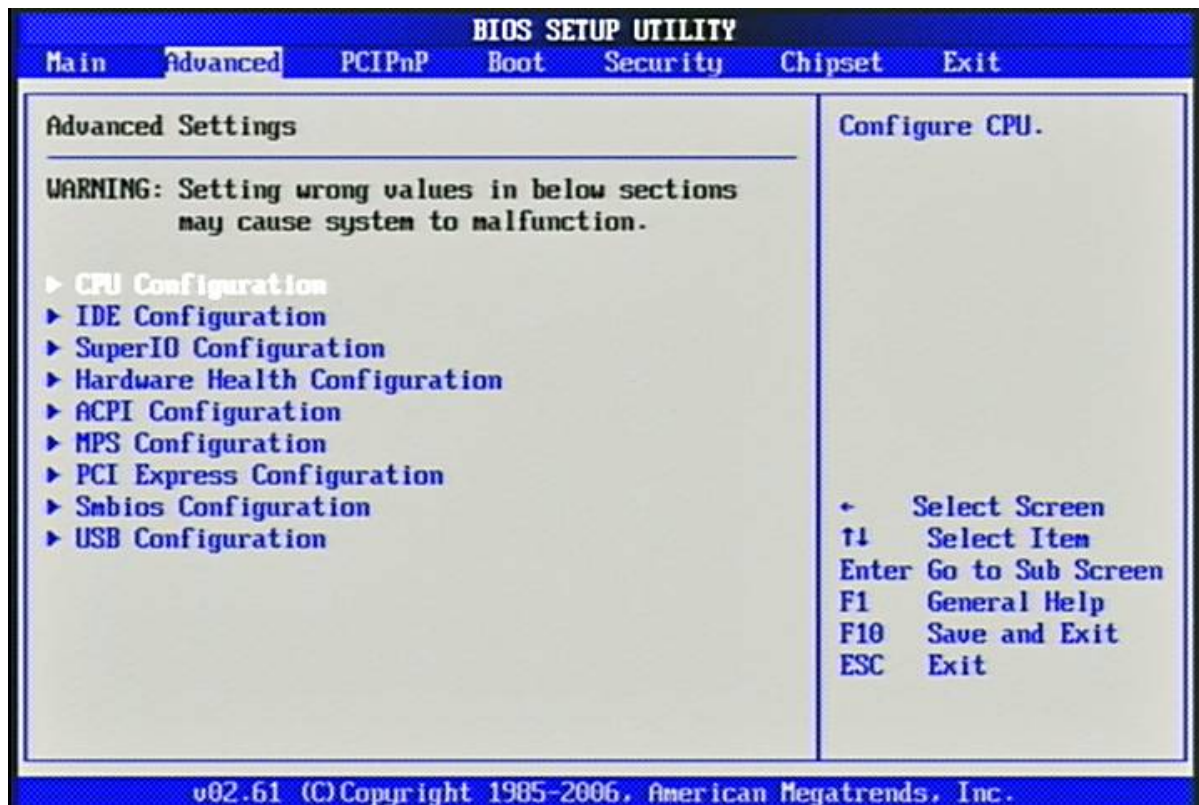 BIOS SETUP UTILITY
Main Advanced PCIPnP Boot Security Chipset Exit
Advanced Settings
WARNING: Setting wrong values in below sections
may cause system to malfunction.
▶ CPU Configuration
▶ IDE Configuration
▶ SuperIO Configuration
▶ Hardware Health Configuration
▶ ACPI Configuration
▶ MPS Configuration
▶ PCI Express Configuration
▶ Smbios Configuration
▶ USB Configuration
Configure CPU.
← Select Screen
↑↓ Select Item
Enter Go to Sub Screen
F1 General Help
F10 Save and Exit
ESC Exit
v02.61 (C)Copyright 1985-2006, American Megatrends, Inc.